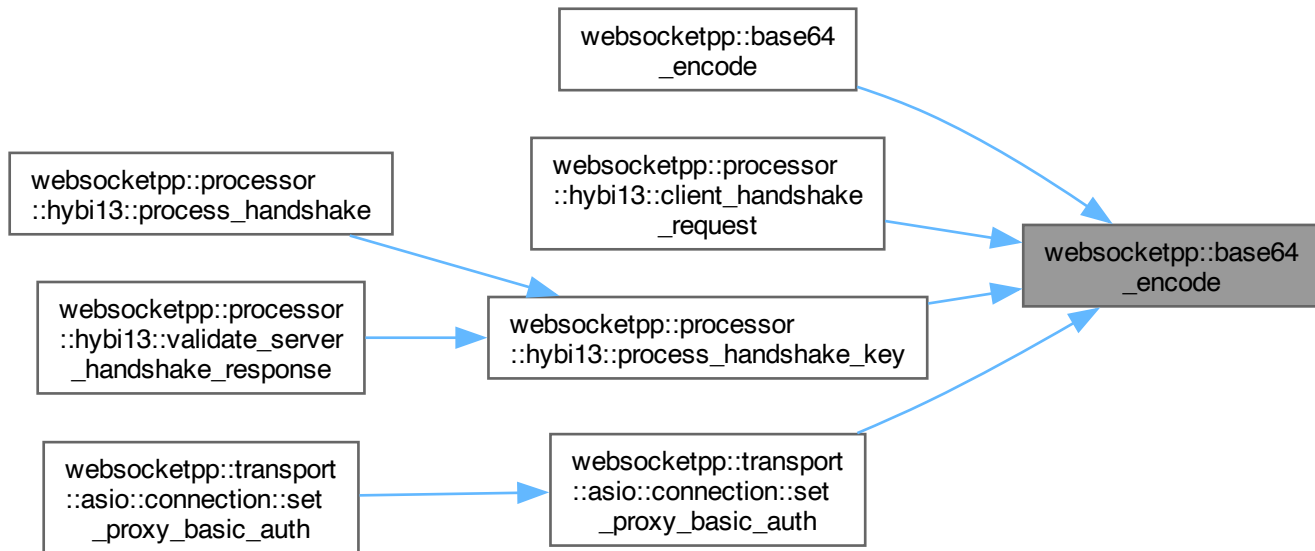 websocketpp::base64
_encode
websocketpp::processor
::hybi13::client_handshake
_request
websocketpp::processor
::hybi13::process_handshake
websocketpp::base64
_encode
websocketpp::processor
::hybi13::validate_server
_handshake_response
websocketpp::processor
::hybi13::process_handshake_key
websocketpp::transport
::asio::connection::set
_proxy_basic_auth
websocketpp::transport
::asio::connection::set
_proxy_basic_auth